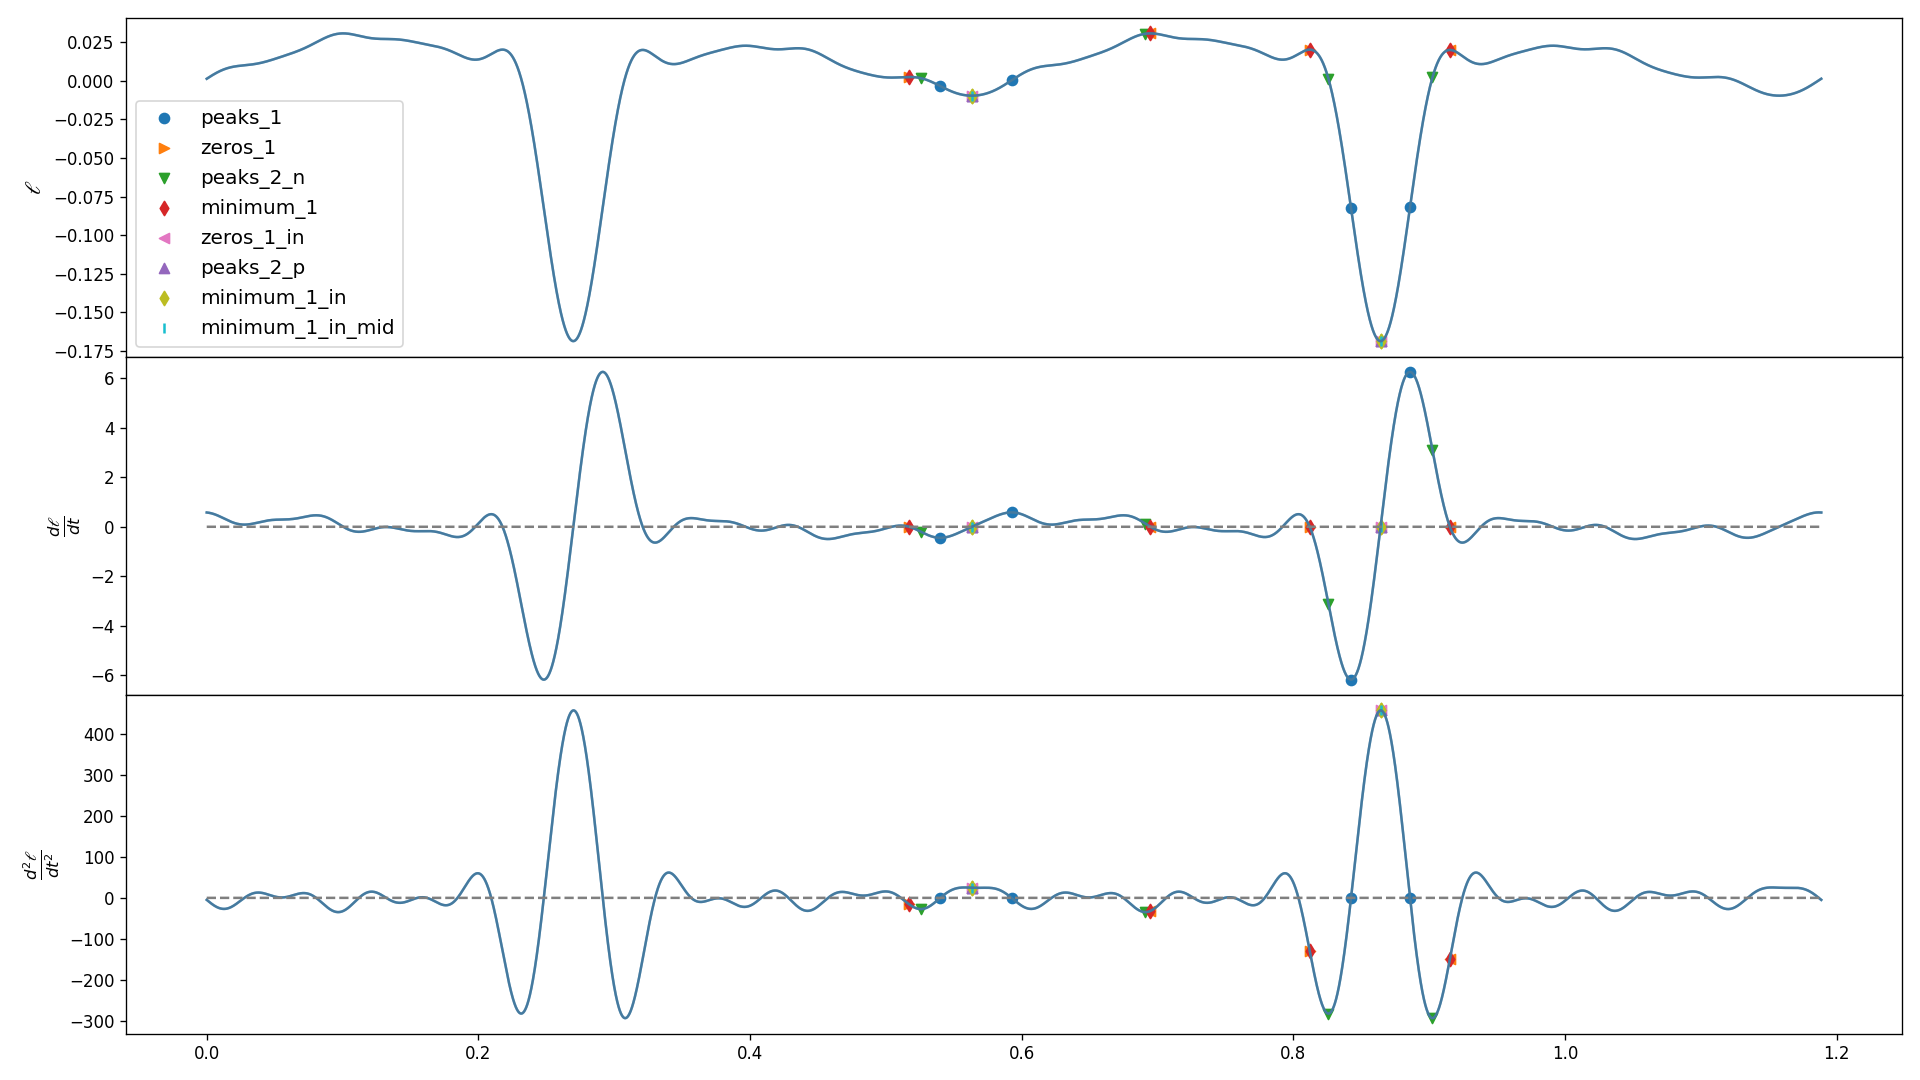 0.025
0.000
−0.025
−0.050
−0.075
−0.100
−0.125
−0.150
−0.175
ℓ
peaks_1
zeros_1
peaks_2_n
minimum_1
zeros_1_in
peaks_2_p
minimum_1_in
minimum_1_in_mid
6
4
2
0
−2
−4
−6
dℓ
dt
400
300
200
100
0
−100
−200
−300
d²ℓ
dt²
0.0 0.2 0.4 0.6 0.8 1.0 1.2